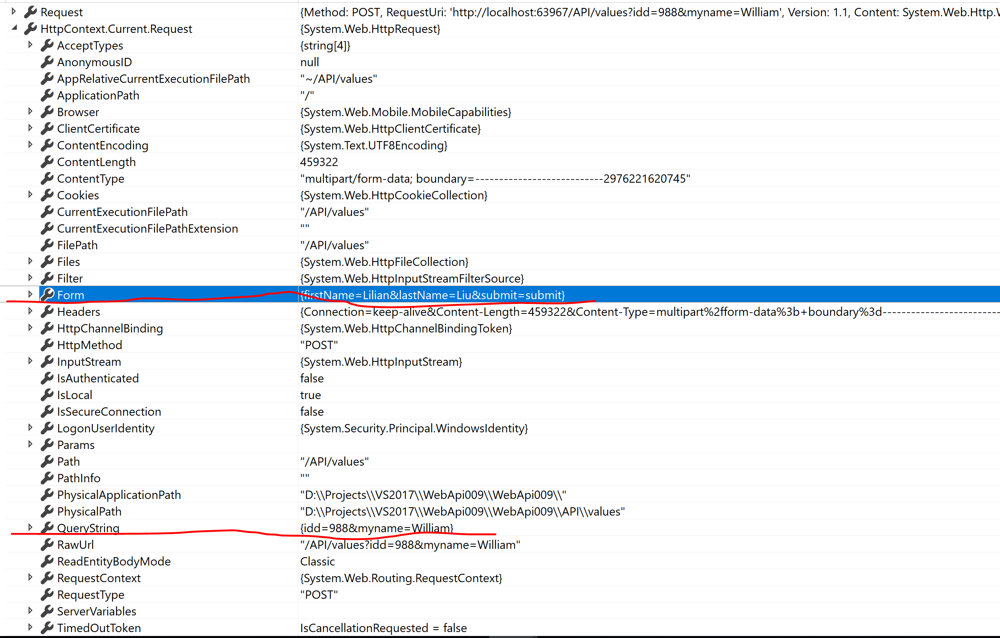 Request {Method: POST, RequestUri: 'http://localhost:63967/API/values?idd=988&myname=William', Version: 1.1, Content: System.Web.Http.
HttpContext.Current.Request {System.Web.HttpRequest}
AcceptTypes {string[4]}
AnonymousID null
AppRelativeCurrentExecutionFilePath "~/API/values"
ApplicationPath "/"
Browser {System.Web.Mobile.MobileCapabilities}
ClientCertificate {System.Web.HttpClientCertificate}
ContentEncoding {System.Text.UTF8Encoding}
ContentLength 459322
ContentType "multipart/form-data; boundary=---------------------------2976221620745"
Cookies {System.Web.HttpCookieCollection}
CurrentExecutionFilePath "/API/values"
CurrentExecutionFilePathExtension ""
FilePath "/API/values"
Files {System.Web.HttpFileCollection}
Filter {System.Web.HttpInputStreamFilterSource}
Form {firstName=Lilian&lastName=Liu&submit=submit}
Headers {Connection=keep-alive&Content-Length=459322&Content-Type=multipart%2fform-data%3b+boundary%3d-------------------------
HttpChannelBinding {System.Web.HttpChannelBindingToken}
HttpMethod "POST"
InputStream {System.Web.HttpInputStream}
IsAuthenticated false
IsLocal true
IsSecureConnection false
LogonUserIdentity {System.Security.Principal.WindowsIdentity}
Params
Path "/API/values"
PathInfo ""
PhysicalApplicationPath "D:\\Projects\\VS2017\\WebApi009\\WebApi009\\"
PhysicalPath "D:\\Projects\\VS2017\\WebApi009\\WebApi009\\API\\values"
QueryString {idd=988&myname=William}
RawUrl "/API/values?idd=988&myname=William"
ReadEntityBodyMode Classic
RequestContext {System.Web.Routing.RequestContext}
RequestType "POST"
ServerVariables
TimedOutToken IsCancellationRequested = false